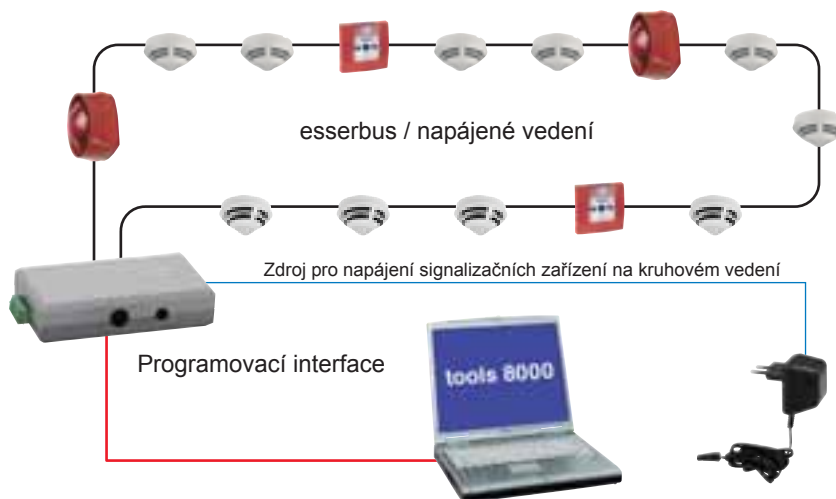 esserbus / napájené vedení
Zdroj pro napájení signalizačních zařízení na kruhovém vedení
Programovací interface
tools 8000